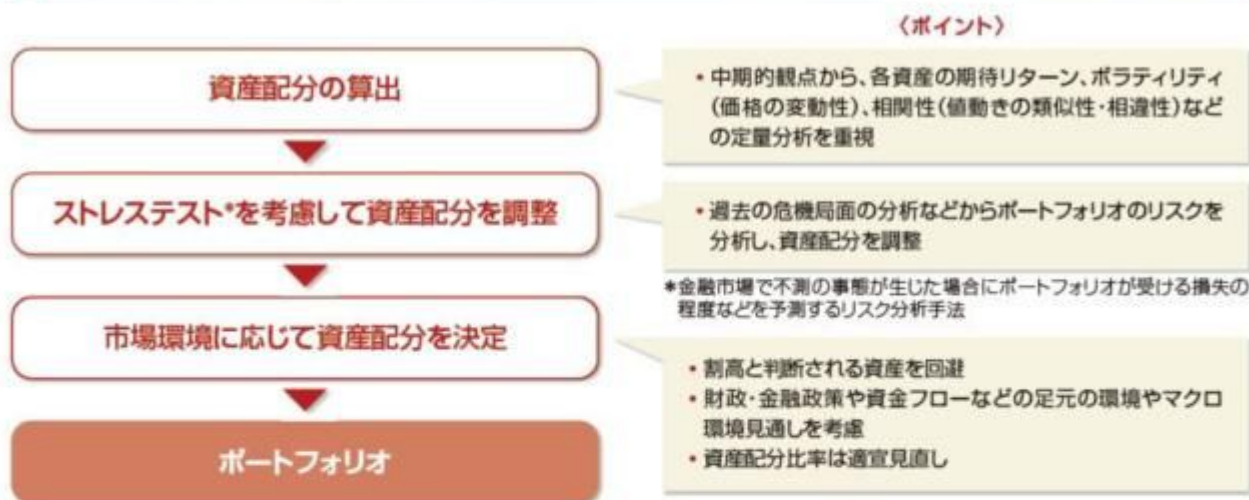 〈ポイント〉
資産配分の算出
・中期的観点から、各資産の期待リターン、ボラティリティ
(価格の変動性)、相関性(値動きの類似性・相違性)など
の定量分析を重視
ストレステスト*を考慮して資産配分を調整
・過去の危機局面の分析などからポートフォリオのリスクを
分析し、資産配分を調整
*金融市場で不測の事態が生じた場合にポートフォリオが受ける損失の
程度などを予測するリスク分析手法
市場環境に応じて資産配分を決定
・割高と判断される資産を回避
・財政・金融政策や資金フローなどの足元の環境やマクロ
環境見通しを考慮
・資産配分比率は適宜見直し
ポートフォリオ